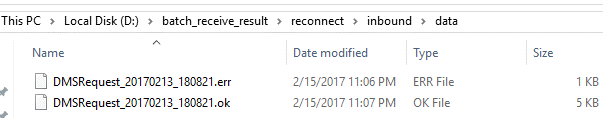 This PC > Local Disk (D:) > batch_receive_result > reconnect > inbound > data
Name Date modified Type Size
DMSRequest_20170213_180821.err 2/15/2017 11:06 PM ERR File 1 KB
DMSRequest_20170213_180821.ok 2/15/2017 11:07 PM OK File 5 KB